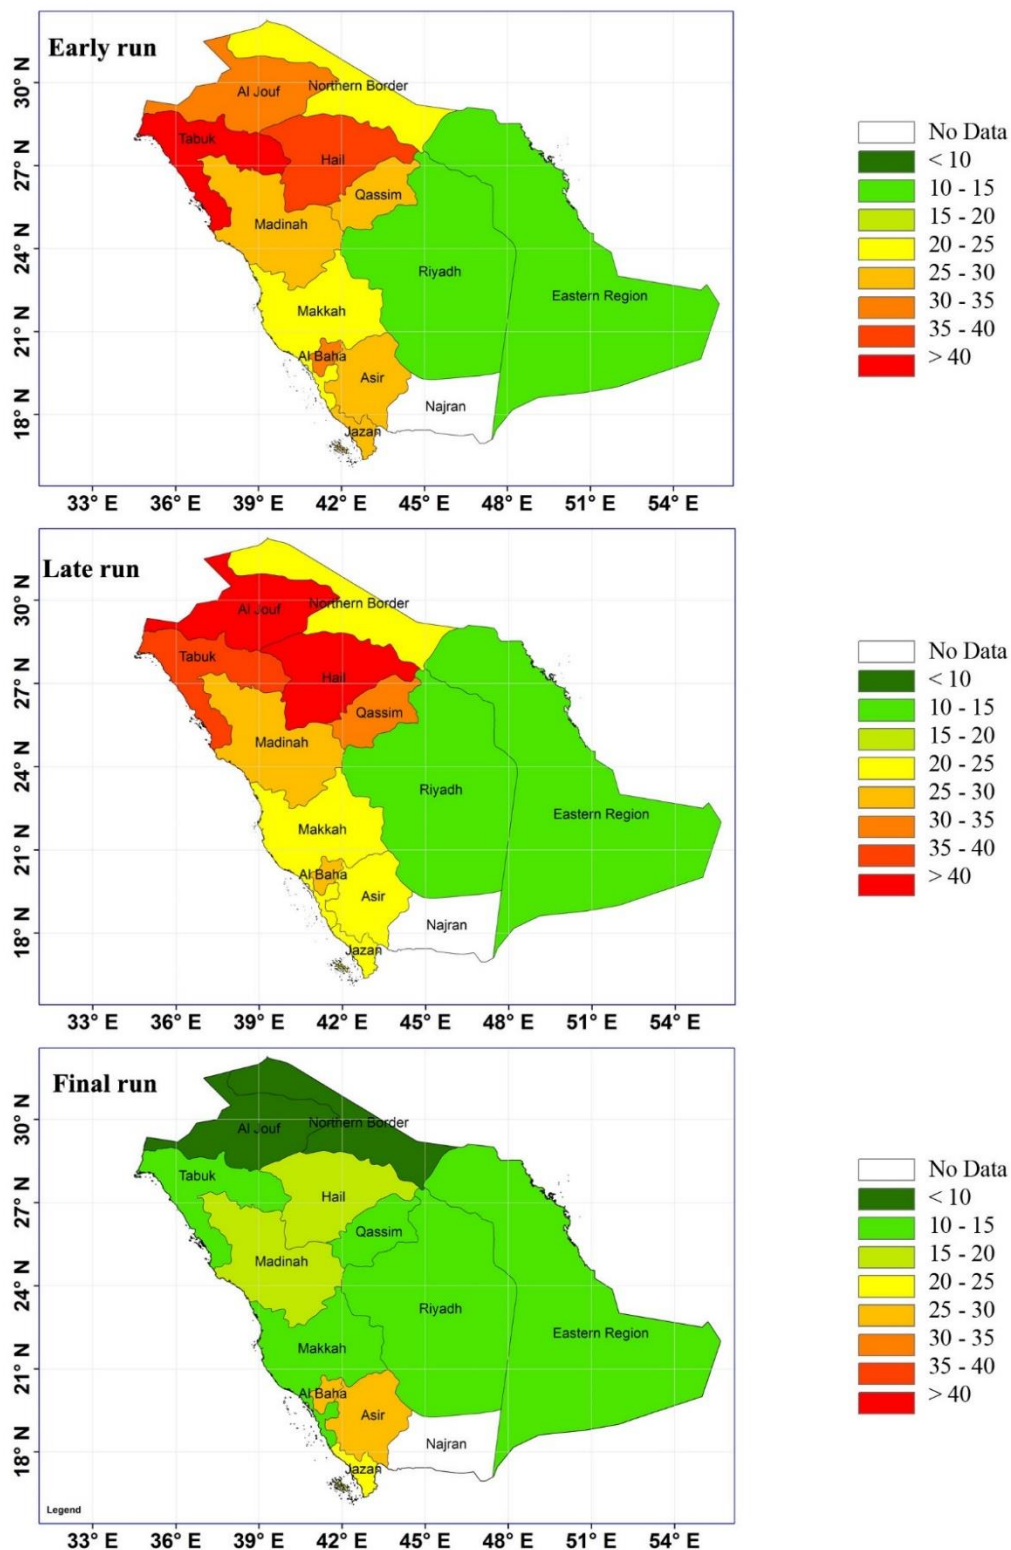 Early run
30° N
27° N
24° N
21° N
18° N
Al Jouf
Northern Border
Tabuk
Hail
Qassim
Madinah
Riyadh
Eastern Region
Makkah
Al Baha
Asir
Najran
Jazan
33° E 36° E 39° E 42° E 45° E 48° E 51° E 54° E
No Data
< 10
10 - 15
15 - 20
20 - 25
25 - 30
30 - 35
35 - 40
> 40
Late run
30° N
27° N
24° N
21° N
18° N
Al Jouf
Northern Border
Tabuk
Hail
Qassim
Madinah
Riyadh
Eastern Region
Makkah
Al Baha
Asir
Najran
Jazan
33° E 36° E 39° E 42° E 45° E 48° E 51° E 54° E
No Data
< 10
10 - 15
15 - 20
20 - 25
25 - 30
30 - 35
35 - 40
> 40
Final run
30° N
27° N
24° N
21° N
18° N
Al Jouf
Northern Border
Tabuk
Hail
Qassim
Madinah
Riyadh
Eastern Region
Makkah
Al Baha
Asir
Najran
Jazan
Legend
33° E 36° E 39° E 42° E 45° E 48° E 51° E 54° E
No Data
< 10
10 - 15
15 - 20
20 - 25
25 - 30
30 - 35
35 - 40
> 40